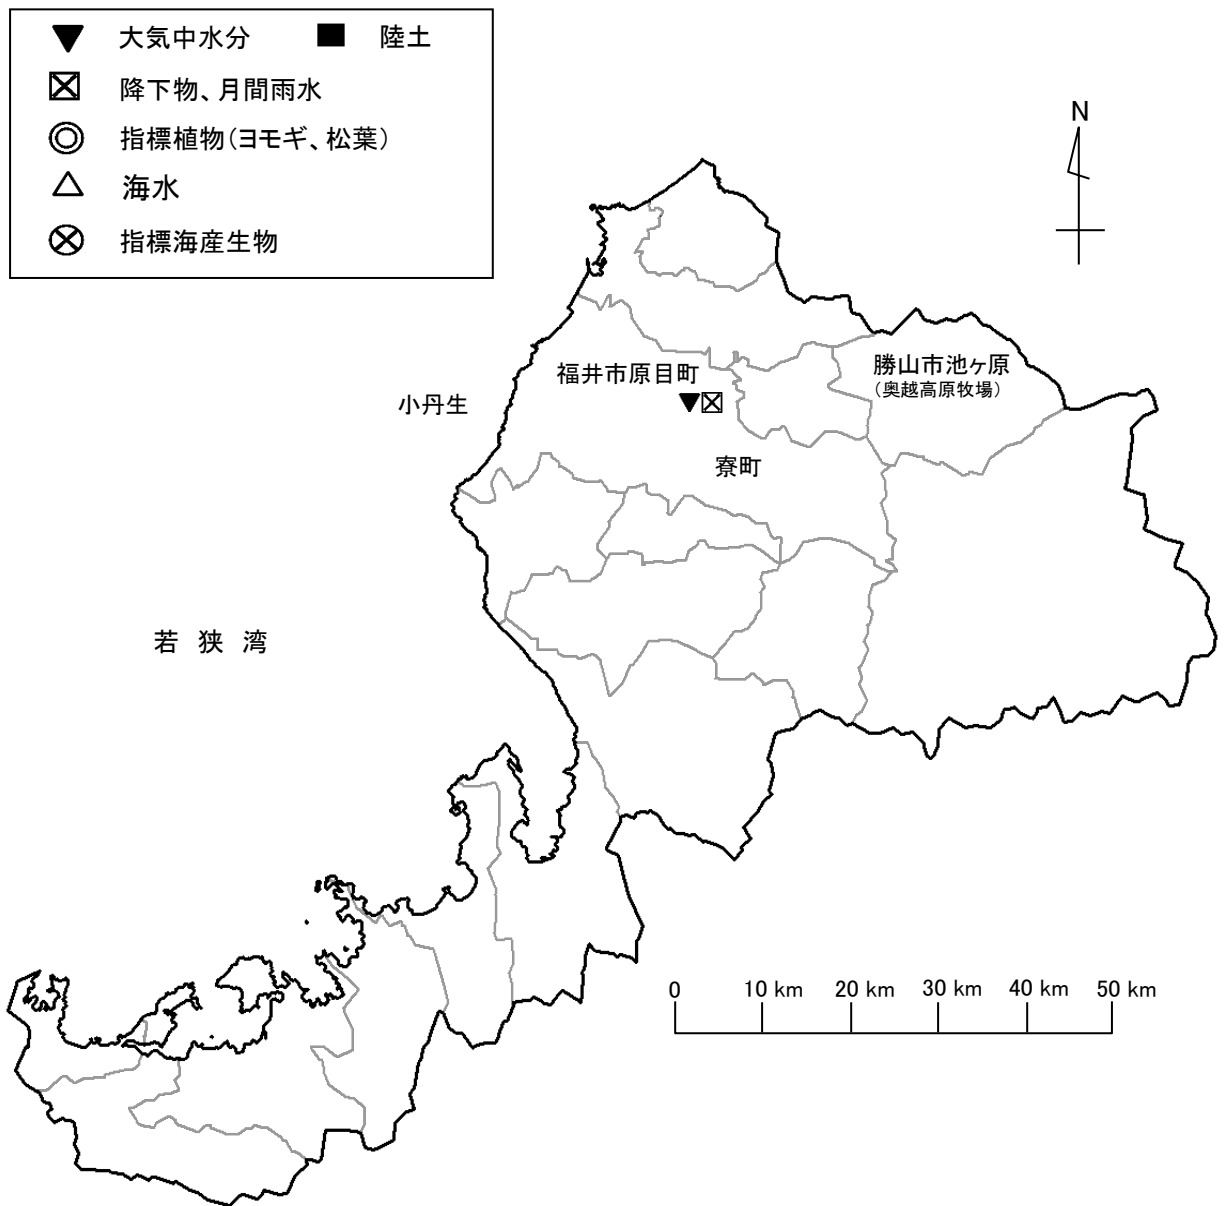 大気中水分 陸土
降下物、月間雨水
指標植物(ヨモギ、松葉)
海水
指標海産生物
N
勝山市池ヶ原
(奥越高原牧場)
福井市原目町
小丹生
寮町
若狭湾
0 10 km 20 km 30 km 40 km 50 km